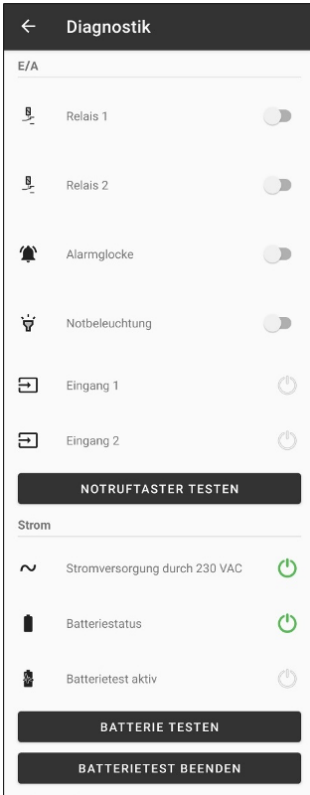 Diagnostik
E/A
Relais 1
Relais 2
Alarmglocke
Notbeleuchtung
Eingang 1
Eingang 2
NOTRUFTASTER TESTEN
Strom
Stromversorgung durch 230 VAC
Batteriestatus
Batterietest aktiv
BATTERIE TESTEN
BATTERIETEST BEENDEN